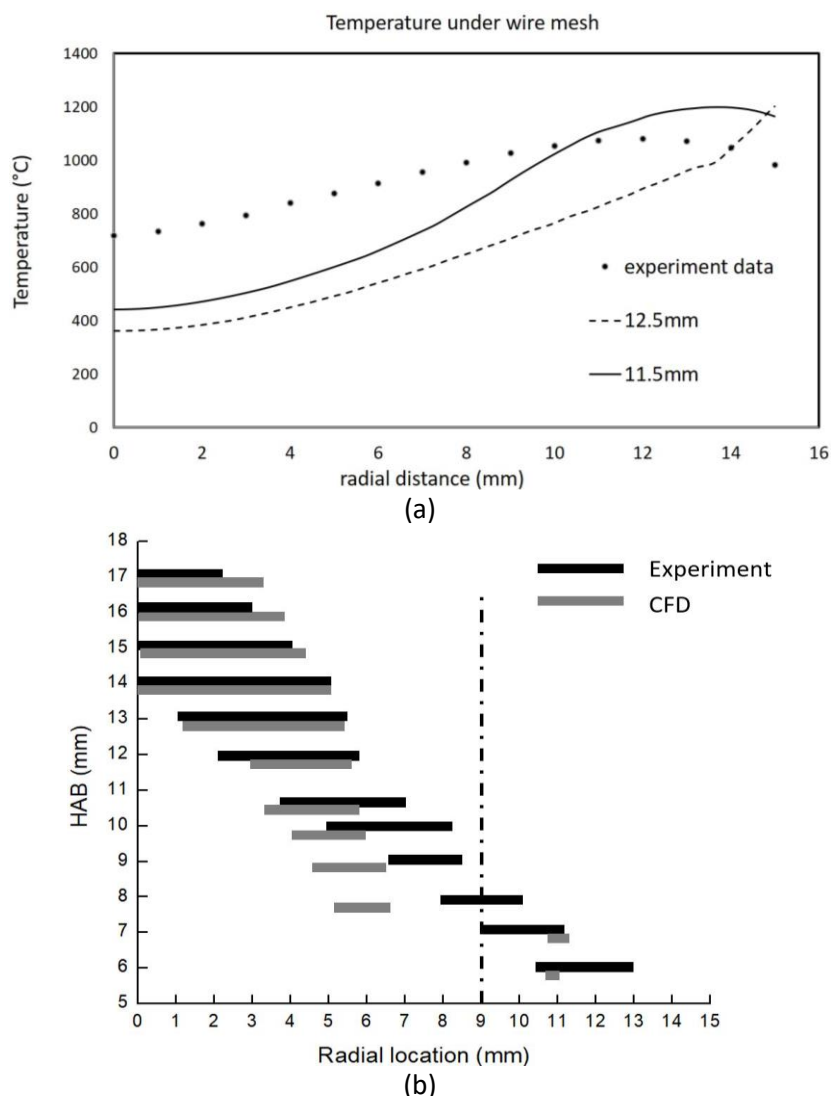 Temperature under wire mesh
1400
1200
1000
800
600
400
200
0
Temperature (°C)
experiment data
12.5mm
11.5mm
0 2 4 6 8 10 12 14 16
radial distance (mm)
(a)
18
17
16
15
14
13
12
11
10
9
8
7
6
5
HAB (mm)
Experiment
CFD
0 1 2 3 4 5 6 7 8 9 10 11 12 13 14 15
Radial location (mm)
(b)